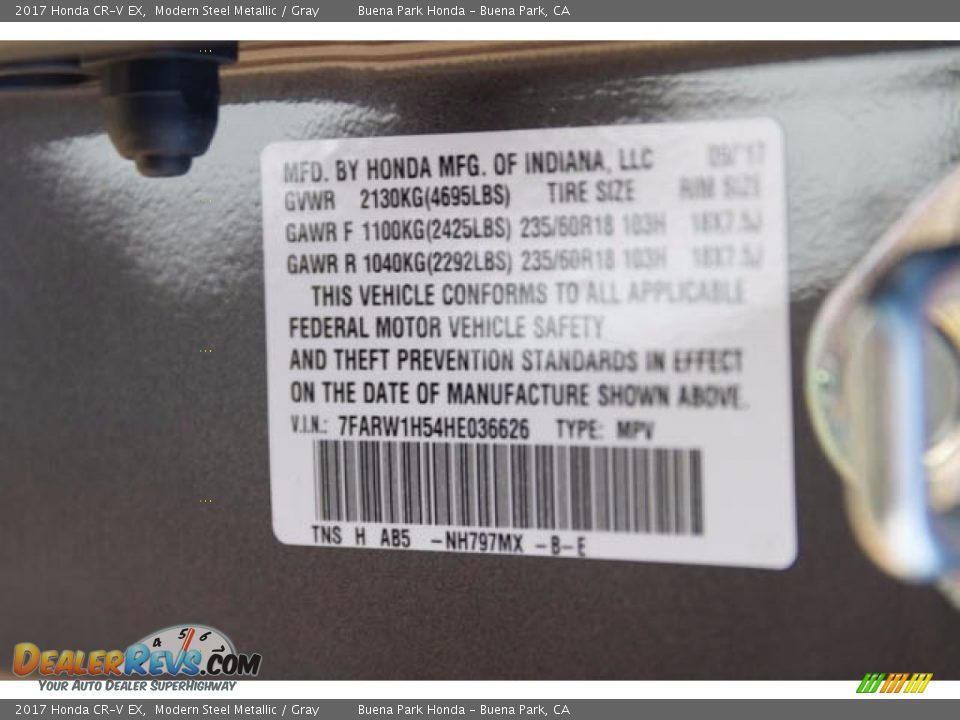 2017 Honda CR-V EX,  Modern Steel Metallic / Gray        Buena Park Honda - Buena Park, CA
MFD. BY HONDA MFG. OF INDIANA, LLC 09/17
GVWR 2130KG(4695LBS) TIRE SIZE RIM SIZE
GAWR F 1100KG(2425LBS) 235/60R18 103H 18X7.5J
GAWR R 1040KG(2292LBS) 235/60R18 103H 18X7.5J
THIS VEHICLE CONFORMS TO ALL APPLICABLE
FEDERAL MOTOR VEHICLE SAFETY
AND THEFT PREVENTION STANDARDS IN EFFECT
ON THE DATE OF MANUFACTURE SHOWN ABOVE.
V.I.N.: 7FARW1H54HE036626 TYPE: MPV
TNS H AB5 -NH797MX -B-E
4 5 6
DEALERREVS.COM
YOUR AUTO DEALER SUPERHIGHWAY
2017 Honda CR-V EX,  Modern Steel Metallic / Gray        Buena Park Honda - Buena Park, CA